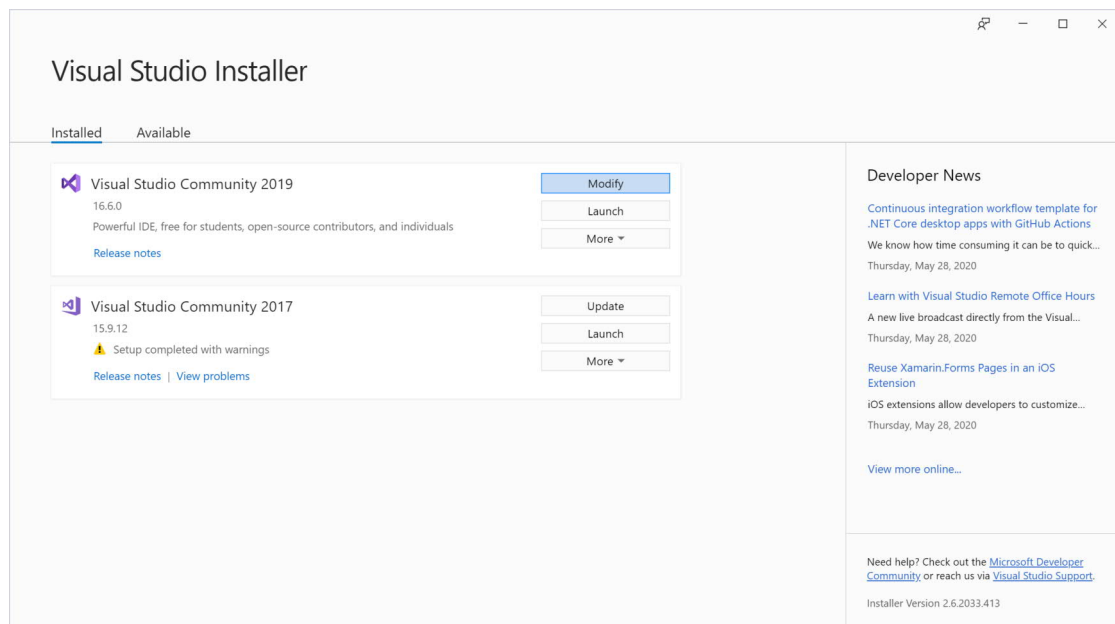 Visual Studio Installer
Installed Available
Visual Studio Community 2019
16.6.0
Powerful IDE, free for students, open-source contributors, and individuals
Release notes
Modify
Launch
More
Visual Studio Community 2017
15.9.12
Setup completed with warnings
Release notes | View problems
Update
Launch
More
Developer News
Continuous integration workflow template for
.NET Core desktop apps with GitHub Actions
We know how time consuming it can be to quick...
Thursday, May 28, 2020
Learn with Visual Studio Remote Office Hours
A new live broadcast directly from the Visual...
Thursday, May 28, 2020
Reuse Xamarin.Forms Pages in an iOS
Extension
iOS extensions allow developers to customize...
Thursday, May 28, 2020
View more online...
Need help? Check out the Microsoft Developer
Community or reach us via Visual Studio Support.
Installer Version 2.6.2033.413